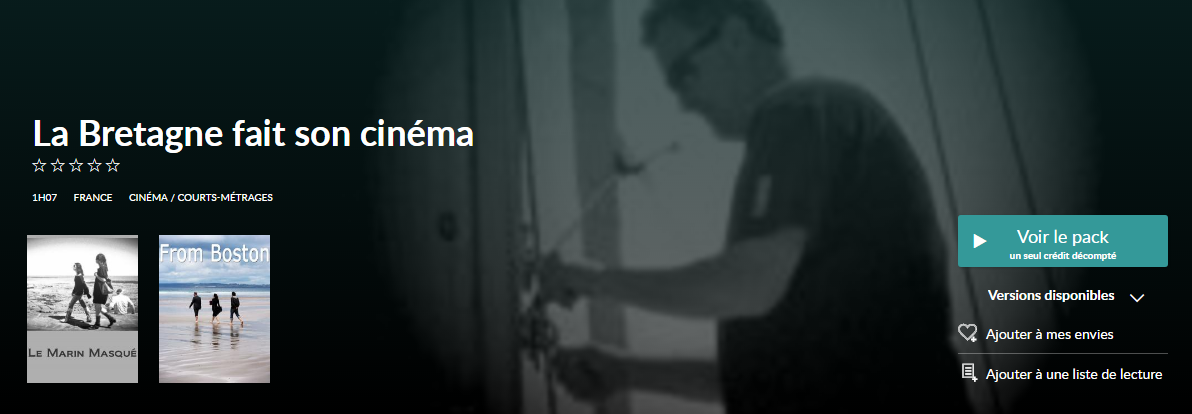 La Bretagne fait son cinéma
1H07 FRANCE CINÉMA / COURTS-MÉTRAGES
LE MARIN MASQUÉ
From Boston
Voir le pack
un seul crédit décompté
Versions disponibles
Ajouter à mes envies
Ajouter à une liste de lecture